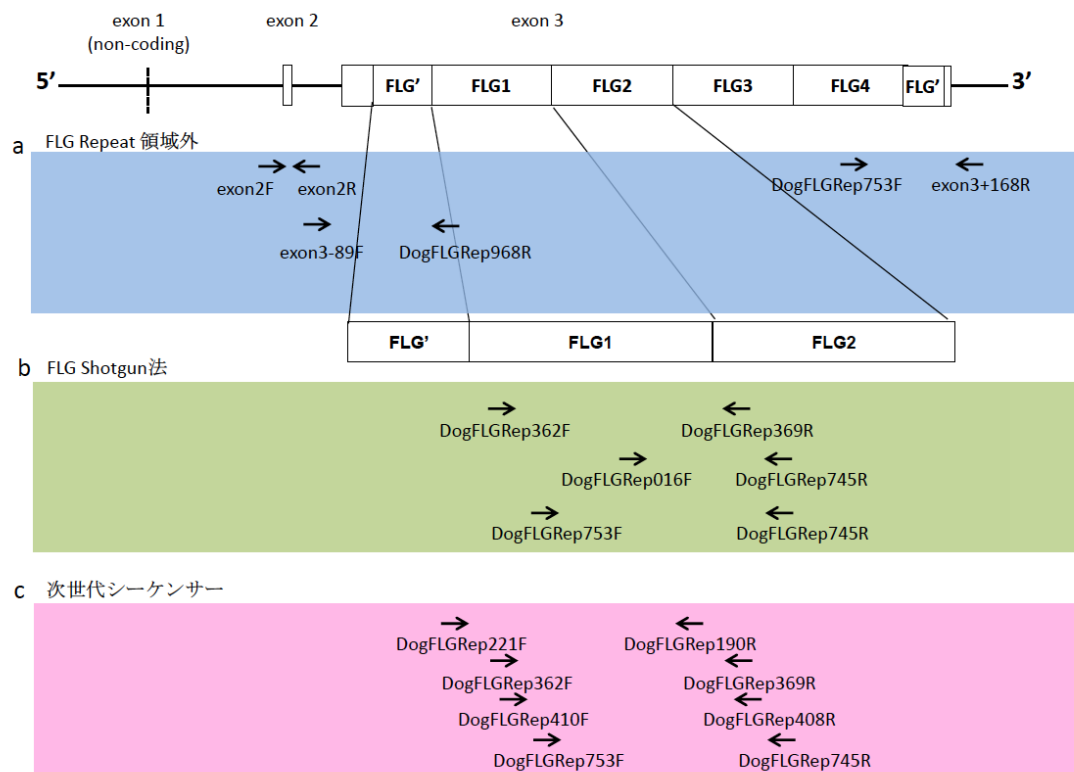 exon 1
(non-coding)
exon 2
exon 3
5’
FLG’
FLG1
FLG2
FLG3
FLG4
FLG’
3’
a
FLG Repeat 領域外
exon2F
exon2R
DogFLGRep753F
exon3+168R
exon3-89F
DogFLGRep968R
FLG’
FLG1
FLG2
b
FLG Shotgun法
DogFLGRep362F
DogFLGRep369R
DogFLGRep016F
DogFLGRep745R
DogFLGRep753F
DogFLGRep745R
c
次世代シーケンサー
DogFLGRep221F
DogFLGRep190R
DogFLGRep362F
DogFLGRep369R
DogFLGRep410F
DogFLGRep408R
DogFLGRep753F
DogFLGRep745R